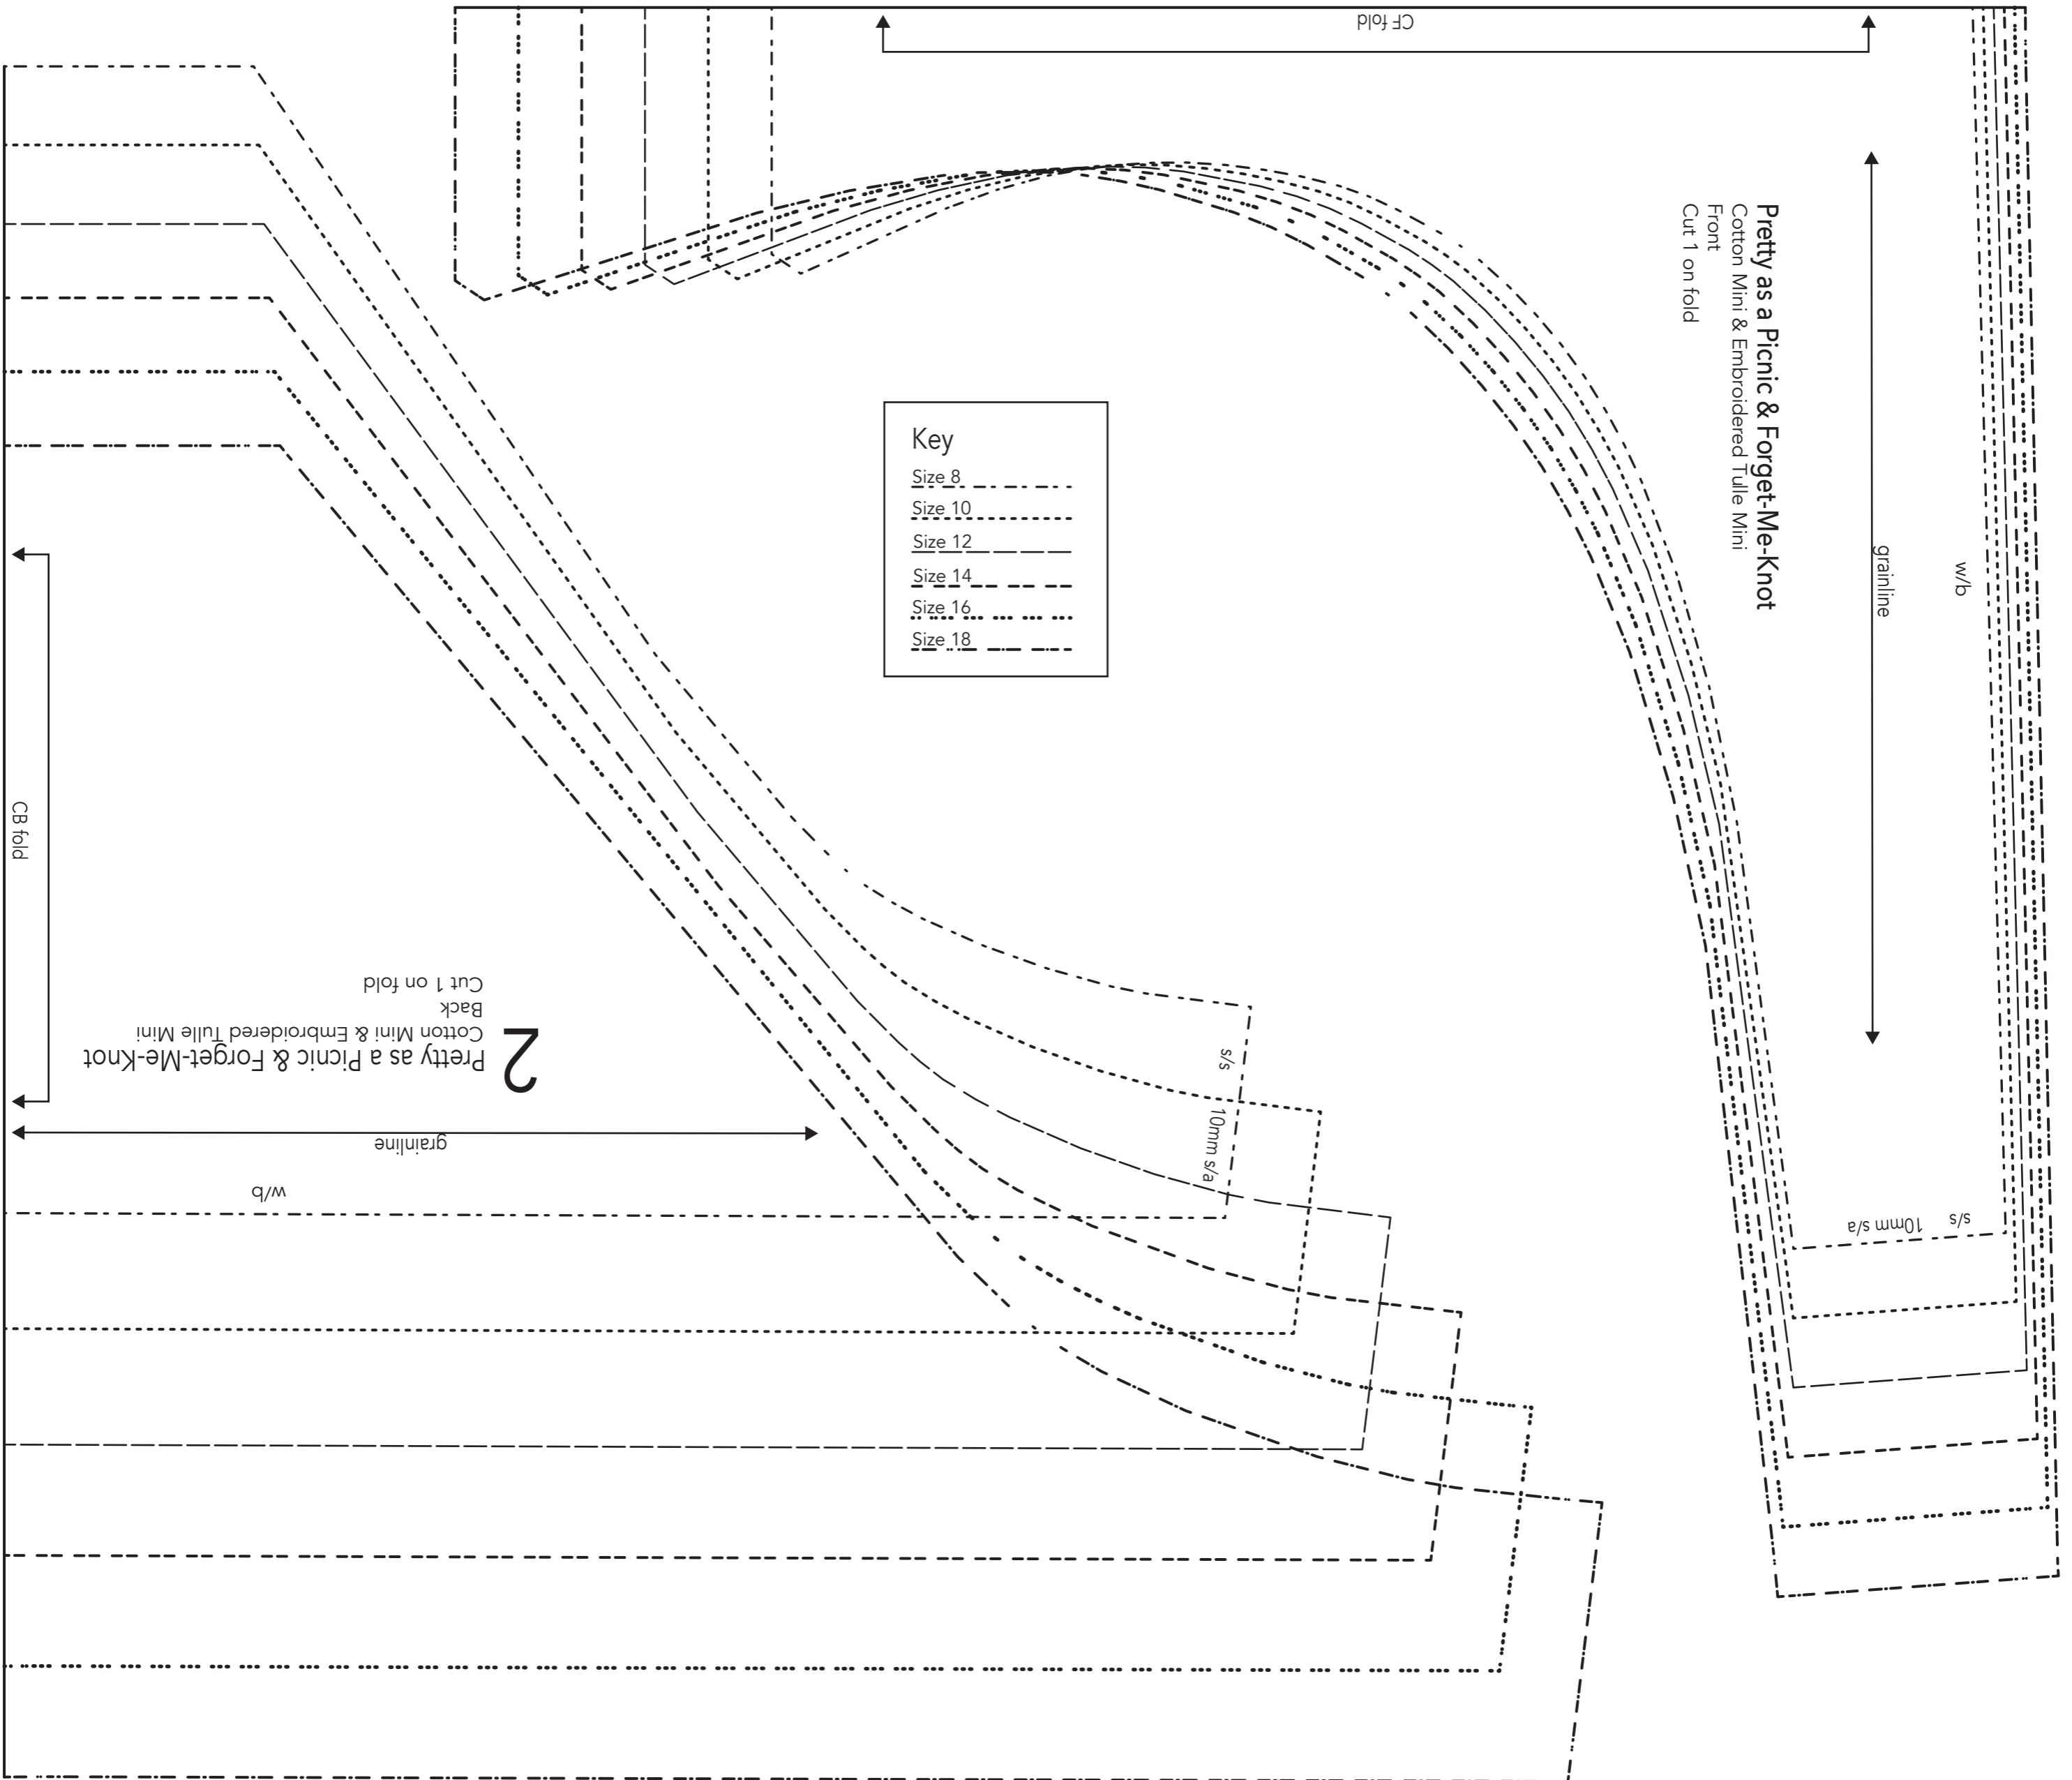 CF fold
Pretty as a Picnic & Forget-Me-Knot
Cotton Mini & Embroidered Tulle Mini
Front
Cut 1 on fold
grainline
w/b
s/s 10mm s/a
Key
Size 8
Size 10
Size 12
Size 14
Size 16
Size 18
CB fold
2
Pretty as a Picnic & Forget-Me-Knot
Cotton Mini & Embroidered Tulle Mini
Back
Cut 1 on fold
grainline
w/b
s/s 10mm s/a